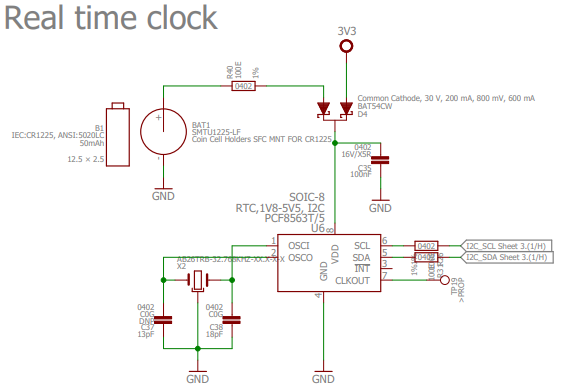 Real time clock
3V3
R40
100E
1%
0402
Common Cathode, 30 V, 200 mA, 800 mV, 600 mA
BAT54CW
D4
B1
IEC:CR1225, ANSI:5020LC
50mAh
12.5 × 2.5
+
-
BAT1
SMTU1225-LF
Coin Cell Holders SFC MNT FOR CR1225
GND
0402
16V/X5R
C35
100nF
GND
SOIC-8
RTC,1V8-5V5, I2C
PCF8563T/5
U6
1
2
OSCI
OSCO
8
VDD
GND
4
SCL
SDA
INT
CLKOUT
6
5
3
7
0402
0402
1%
I2C_SCL Sheet 3.(1/H)
I2C_SDA Sheet 3.(1/H)
TP19
>PROP
X2
0402
C0G
DNP
C37
13pF
0402
C0G
C38
18pF
GND
GND